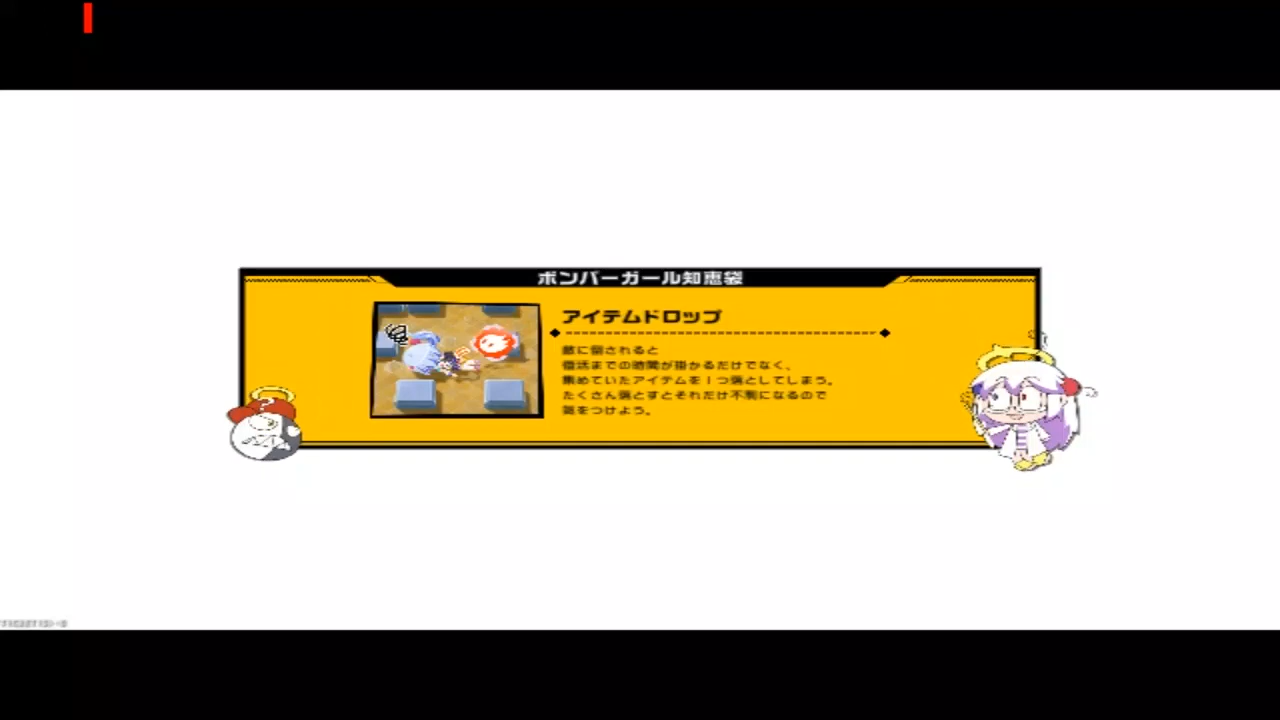 ボンバーガール知恵袋
アイテムドロップ
敵に倒されると
復活までの時間が掛かるだけでなく、
集めていたアイテムを1つ落としてしまう。
たくさん落とすとそれだけ不利になるので
気をつけよう。